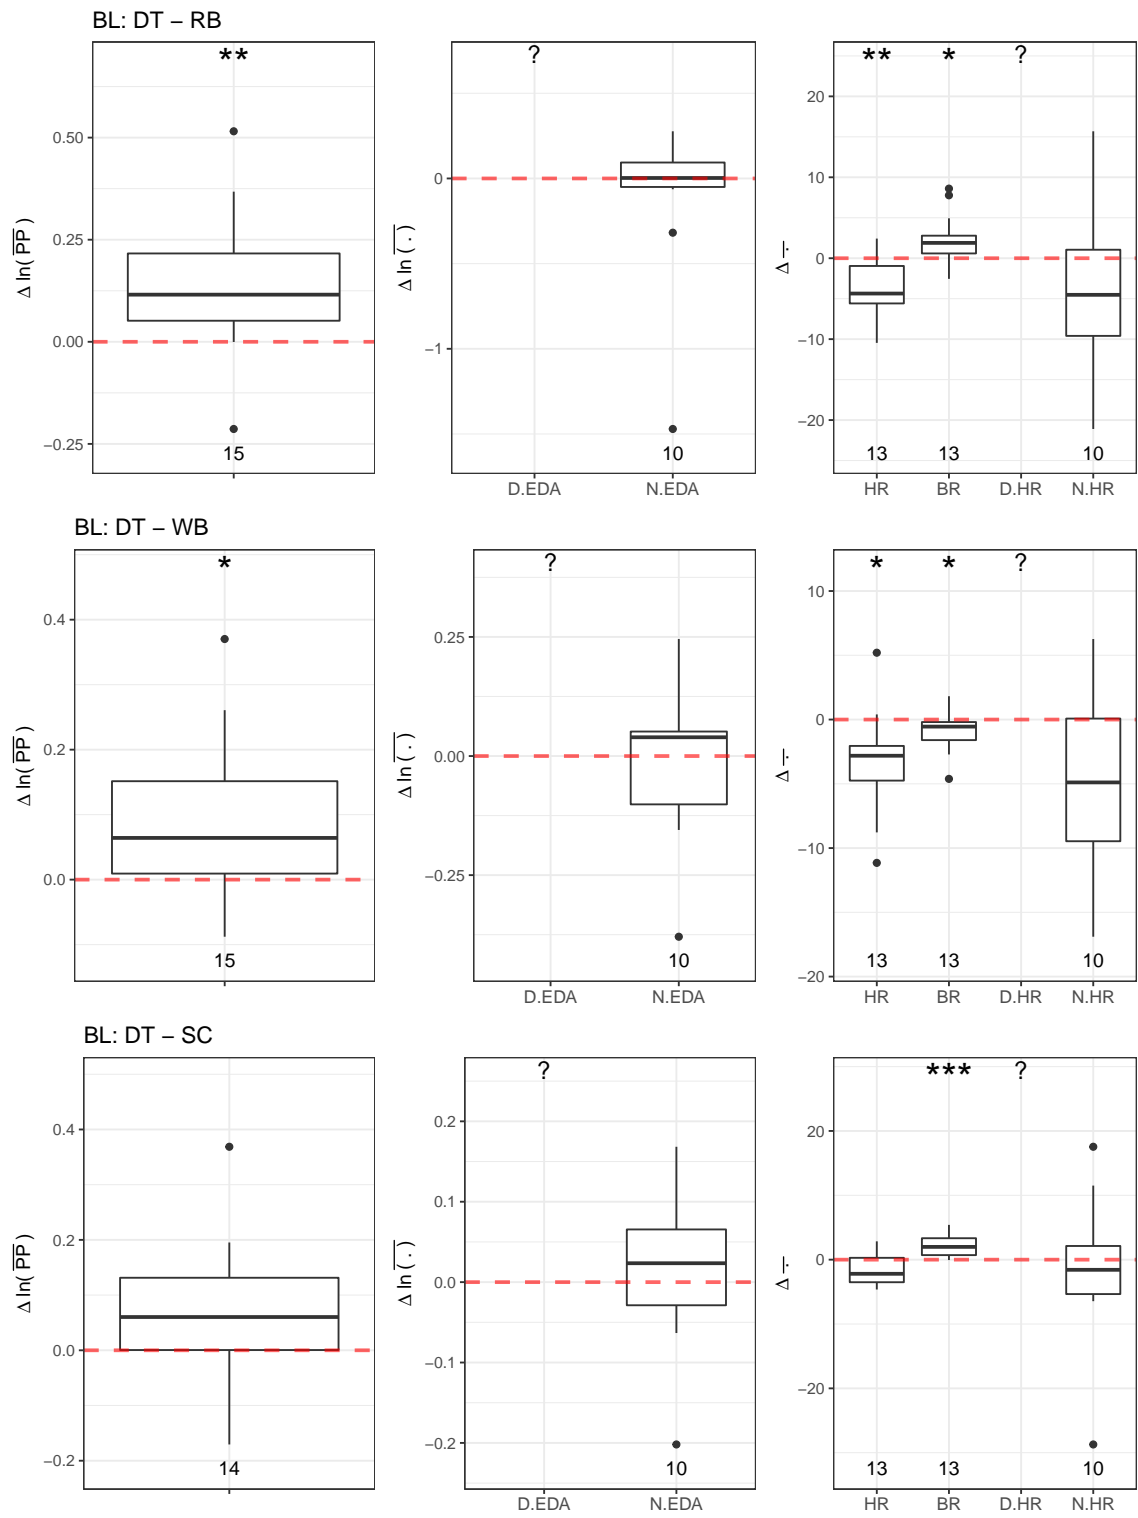 BL: DT – RB
** ? ** * ?
0.50
0.25
0.00
−0.25
Δ ln( PP )
15
0
−1
Δ ln ( . )
10
D.EDA N.EDA
20
10
0
−10
−20
Δ .
13 13 10
HR BR D.HR N.HR
BL: DT – WB
* ? * * ?
0.4
0.2
0.0
Δ ln( PP )
15
0.25
0.00
−0.25
Δ ln ( . )
10
D.EDA N.EDA
10
0
−10
−20
Δ .
13 13 10
HR BR D.HR N.HR
BL: DT – SC
? *** ?
0.4
0.2
0.0
−0.2
Δ ln( PP )
14
0.2
0.1
0.0
−0.1
−0.2
Δ ln ( . )
10
D.EDA N.EDA
20
0
−20
Δ .
13 13 10
HR BR D.HR N.HR